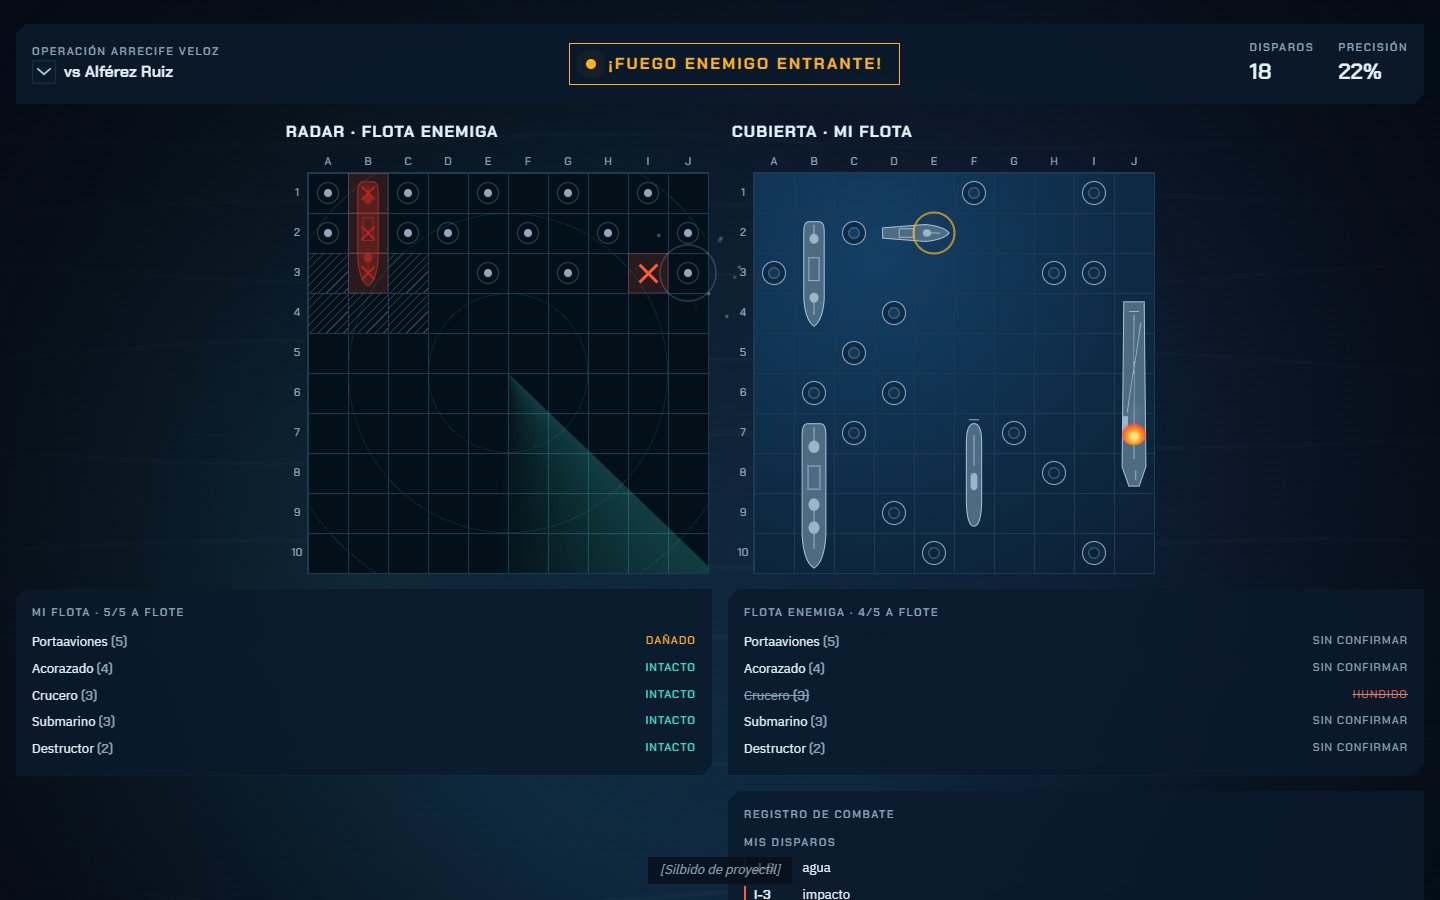 OPERACIÓN ARRECIFE VELOZ
vs Alférez Ruiz
¡FUEGO ENEMIGO ENTRANTE!
DISPAROS
18
PRECISIÓN
22%
RADAR · FLOTA ENEMIGA
A B C D E F G H I J
1
2
3
4
5
6
7
8
9
10
CUBIERTA · MI FLOTA
A B C D E F G H I J
1
2
3
4
5
6
7
8
9
10
MI FLOTA · 5/5 A FLOTE
Portaaviones (5) DAÑADO
Acorazado (4) INTACTO
Crucero (3) INTACTO
Submarino (3) INTACTO
Destructor (2) INTACTO
FLOTA ENEMIGA · 4/5 A FLOTE
Portaaviones (5) SIN CONFIRMAR
Acorazado (4) SIN CONFIRMAR
Crucero (3) HUNDIDO
Submarino (3) SIN CONFIRMAR
Destructor (2) SIN CONFIRMAR
REGISTRO DE COMBATE
MIS DISPAROS
agua
I-3 impacto
[Silbido de proyectil]